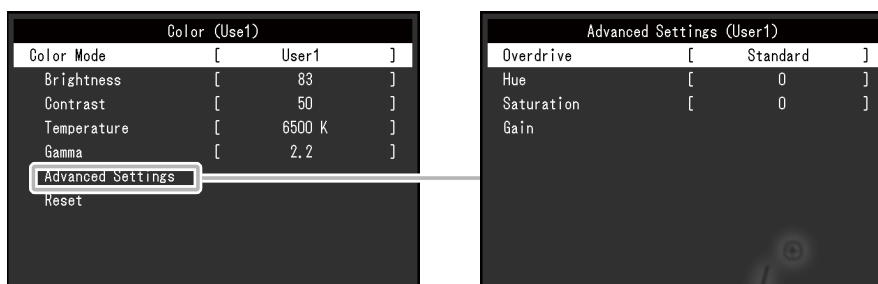 Color (Use1)
Color Mode [ User1 ]
Brightness [ 83 ]
Contrast [ 50 ]
Temperature [ 6500 K ]
Gamma [ 2.2 ]
Advanced Settings
Reset
Advanced Settings (User1)
Overdrive [ Standard ]
Hue [ 0 ]
Saturation [ 0 ]
Gain